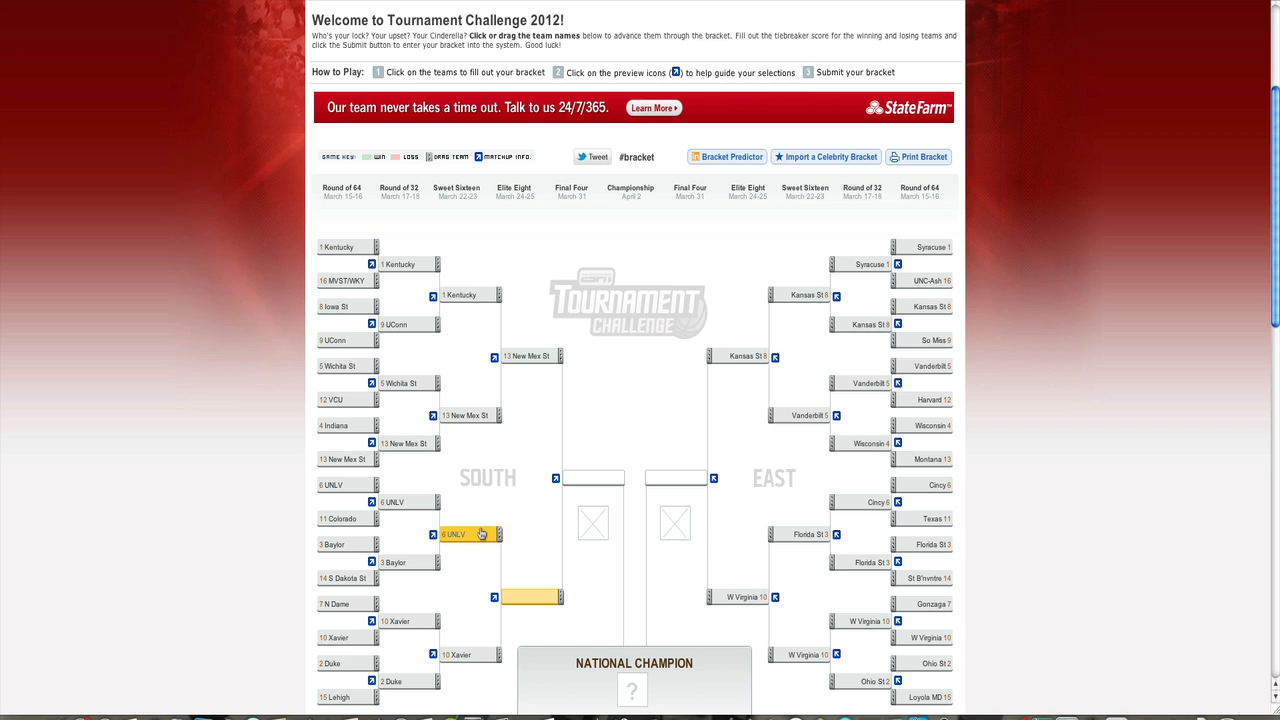 Welcome to Tournament Challenge 2012!
Who's your lock? Your upset? Your Cinderella? Click or drag the team names below to advance them through the bracket. Fill out the tiebreaker score for the winning and losing teams and
click the Submit button to enter your bracket into the system. Good luck!
How to Play: 1 Click on the teams to fill out your bracket 2 Click on the preview icons ( ) to help guide your selections 3 Submit your bracket
Our team never takes a time out. Talk to us 24/7/365. Learn More StateFarm™
GAME KEY: WIN LOSS DRAG TEAM MATCHUP INFO. Tweet #bracket in Bracket Predictor Import a Celebrity Bracket Print Bracket
Round of 64 Round of 32 Sweet Sixteen Elite Eight Final Four Championship Final Four Elite Eight Sweet Sixteen Round of 32 Round of 64
March 15-16 March 17-18 March 22-23 March 24-25 March 31 April 2 March 31 March 24-25 March 22-23 March 17-18 March 15-16
1 Kentucky Syracuse 1
1 Kentucky Syracuse 1
16 MVST/WKY UNC-Ash 16
ESPN
1 Kentucky TOURNAMENT Kansas St 8
8 Iowa St Kansas St 8
9 UConn CHALLENGE Kansas St 8
9 UConn So Miss 9
13 New Mex St Kansas St 8
5 Wichita St Vanderbilt 5
5 Wichita St Vanderbilt 5
12 VCU Harvard 12
13 New Mex St Vanderbilt 5
4 Indiana Wisconsin 4
13 New Mex St Wisconsin 4
13 New Mex St Montana 13
SOUTH EAST
6 UNLV Cincy 6
6 UNLV Cincy 6
11 Colorado Texas 11
6 UNLV Florida St 3
3 Baylor Florida St 3
3 Baylor Florida St 3
14 S Dakota St St B'nvntre 14
W Virginia 10
7 N Dame Gonzaga 7
10 Xavier W Virginia 10
10 Xavier W Virginia 10
10 Xavier W Virginia 10
2 Duke NATIONAL CHAMPION Ohio St 2
2 Duke ? Ohio St 2
15 Lehigh Loyola MD 15